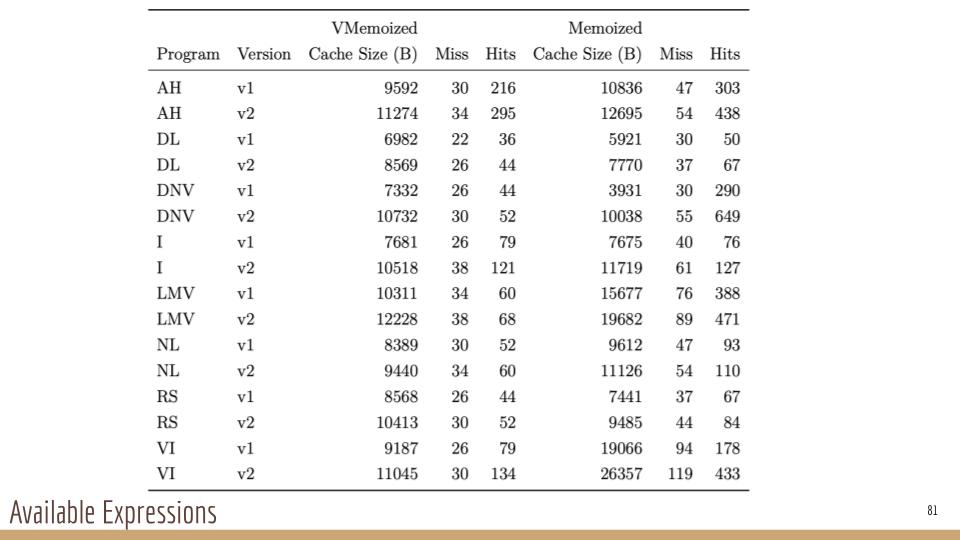 VMemoized Memoized
Program Version Cache Size (B) Miss Hits Cache Size (B) Miss Hits
AH v1 9592 30 216 10836 47 303
AH v2 11274 34 295 12695 54 438
DL v1 6982 22 36 5921 30 50
DL v2 8569 26 44 7770 37 67
DNV v1 7332 26 44 3931 30 290
DNV v2 10732 30 52 10038 55 649
I v1 7681 26 79 7675 40 76
I v2 10518 38 121 11719 61 127
LMV v1 10311 34 60 15677 76 388
LMV v2 12228 38 68 19682 89 471
NL v1 8389 30 52 9612 47 93
NL v2 9440 34 60 11126 54 110
RS v1 8568 26 44 7441 37 67
RS v2 10413 30 52 9485 44 84
VI v1 9187 26 79 19066 94 178
VI v2 11045 30 134 26357 119 433
Available Expressions 81